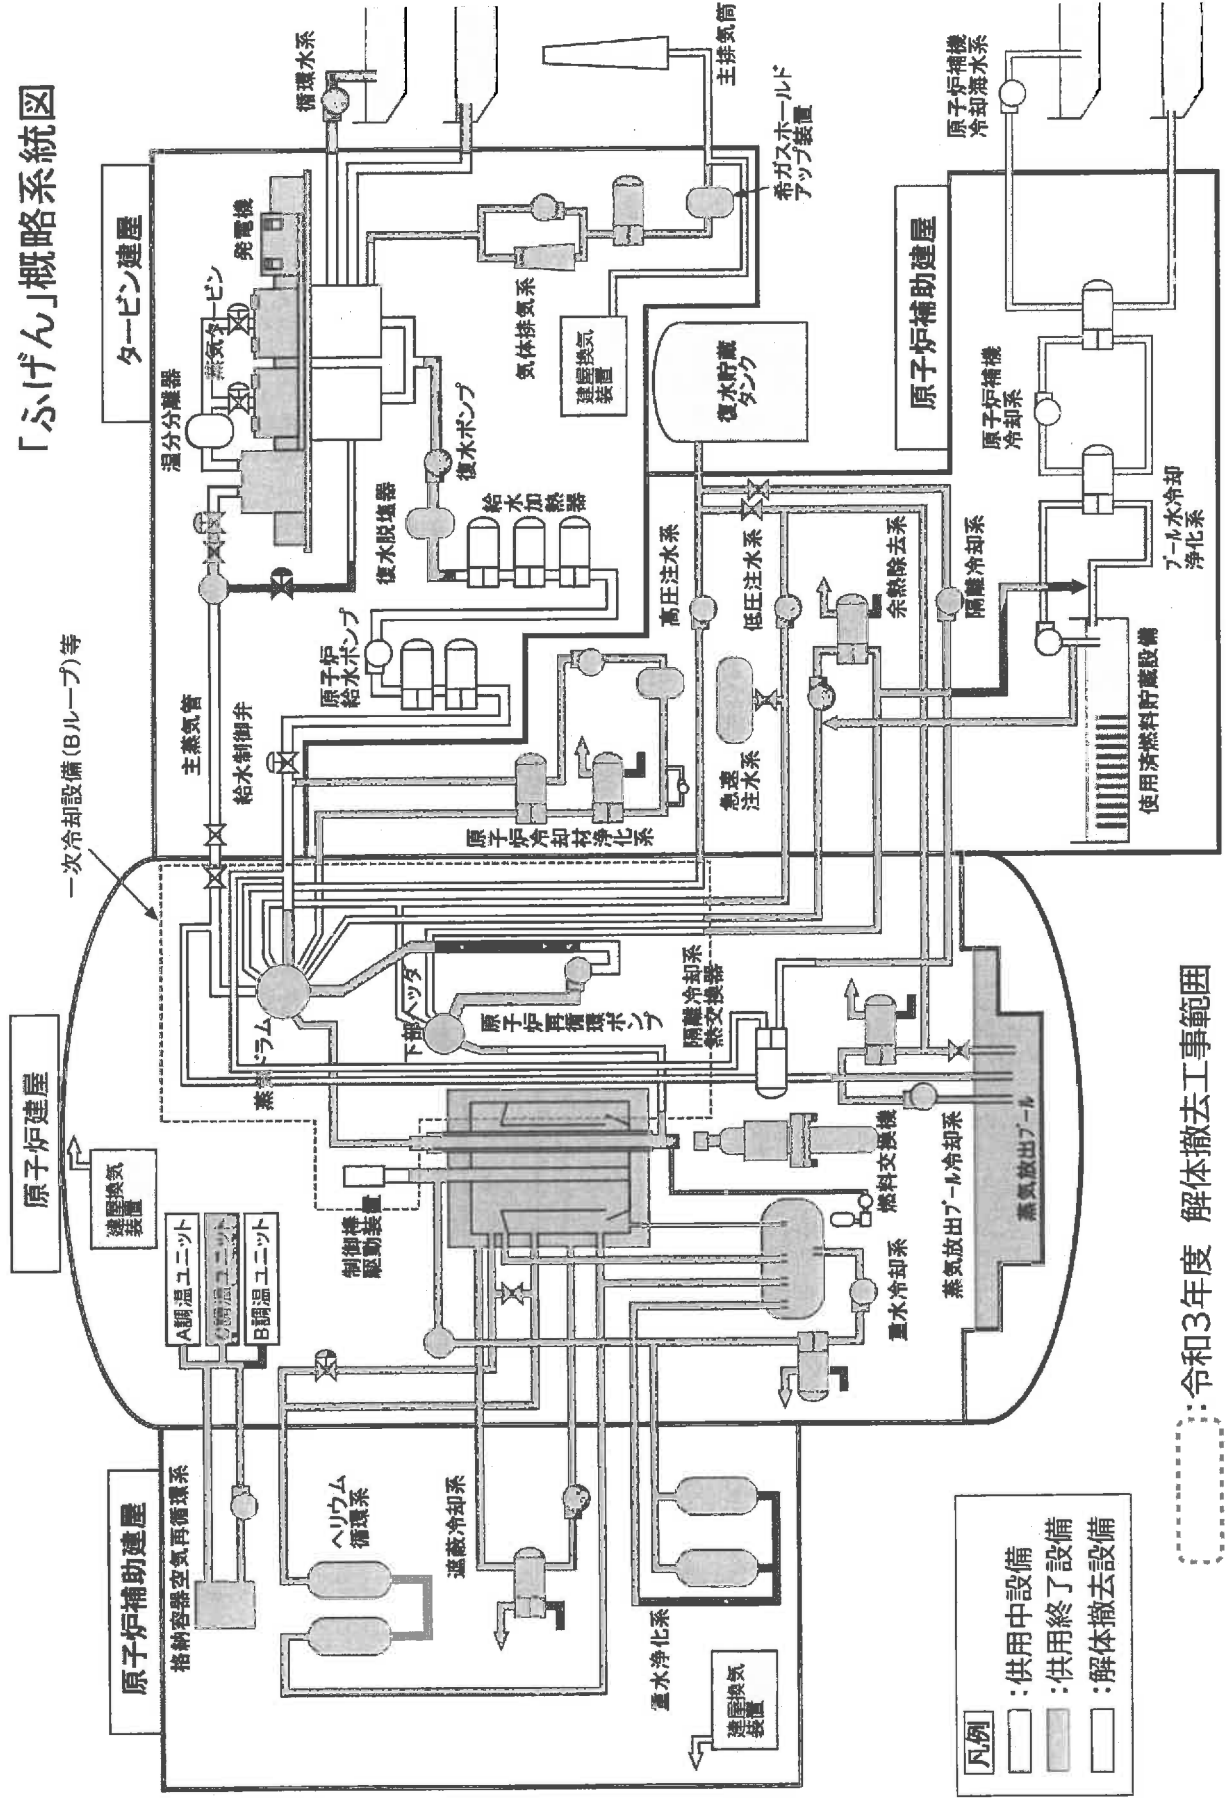 「ふげん」概略系統図
原子炉補助建屋
原子炉建屋
タービン建屋
一次冷却設備(Bループ)等
A調温ユニット
C調温ユニット
B調温ユニット
建屋換気
装置
格納容器空気再循環系
ヘリウム
循環系
遮蔽冷却系
重水浄化系
建屋換気
装置
制御棒
駆動装置
蒸気ドラム
下部ヘッダ
原子炉再循環ポンプ
隔離冷却系
熱交換器
燃料交換機
重水冷却系
蒸気放出プール冷却系
蒸気放出プール
主蒸気管
給水制御弁
湿分分離器
蒸気タービン
発電機
循環水系
原子炉
給水ポンプ
復水脱塩器
復水ポンプ
給水加熱器
原子炉冷却材浄化系
気体排気系
建屋換気
装置
主排気筒
希ガスホールド
アップ装置
復水貯蔵
タンク
高圧注水系
低圧注水系
急速
注水系
余熱除去系
隔離冷却系
原子炉補助建屋
原子炉補機
冷却海水系
原子炉補機
冷却系
プール水冷却
浄化系
使用済燃料貯蔵設備
凡例
：供用中設備
：供用終了設備
：解体撤去設備
：令和3年度 解体撤去工事範囲